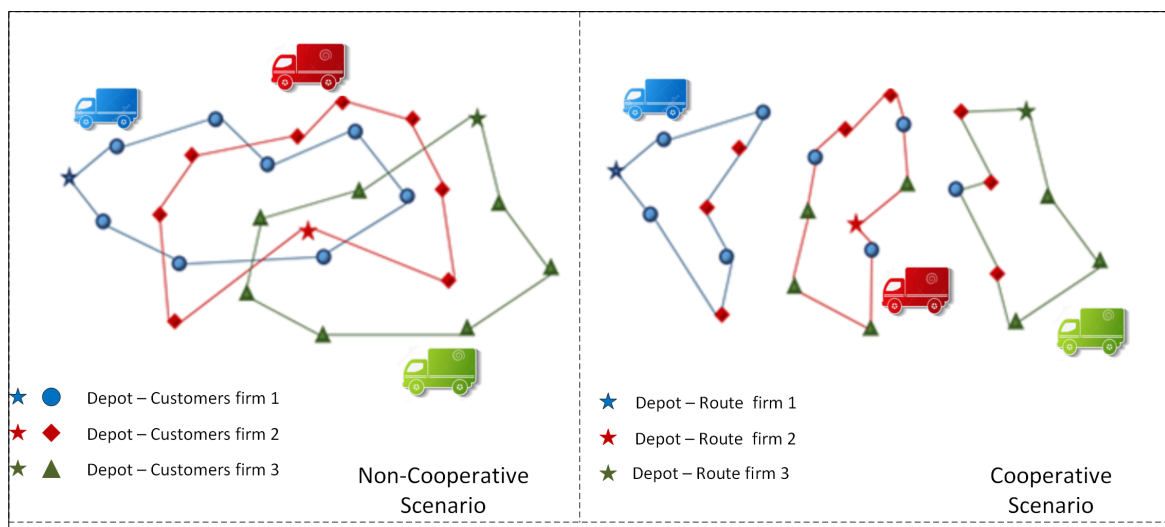 Depot – Customers firm 1
Depot – Customers firm 2
Depot – Customers firm 3
Non-Cooperative
Scenario
Depot – Route firm 1
Depot – Route firm 2
Depot – Route firm 3
Cooperative
Scenario